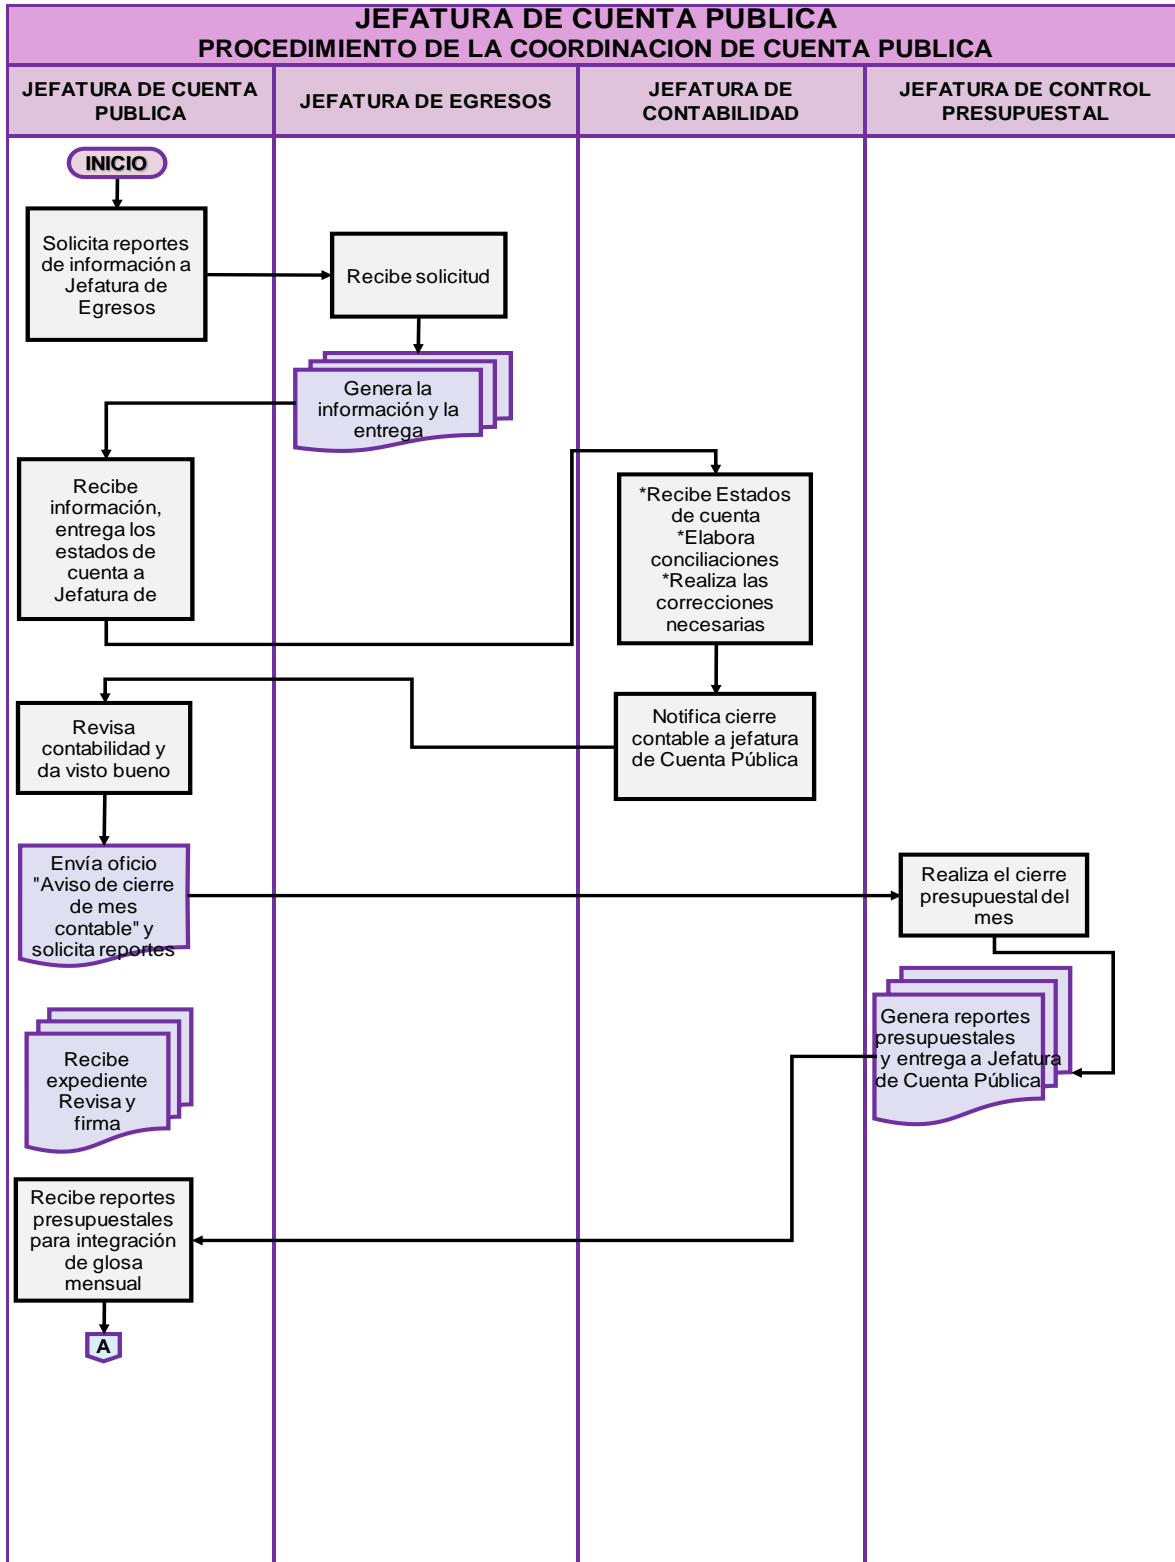 JEFATURA DE CUENTA PUBLICA
PROCEDIMIENTO DE LA COORDINACION DE CUENTA PUBLICA
JEFATURA DE CUENTA
PUBLICA
JEFATURA DE EGRESOS
JEFATURA DE
CONTABILIDAD
JEFATURA DE CONTROL
PRESUPUESTAL
INICIO
Solicita reportes
de información a
Jefatura de
Egresos
Recibe solicitud
Genera la
información y la
entrega
Recibe
información,
entrega los
estados de
cuenta a
Jefatura de
*Recibe Estados
de cuenta
*Elabora
conciliaciones
*Realiza las
correcciones
necesarias
Notifica cierre
contable a jefatura
de Cuenta Pública
Revisa
contabilidad y
da visto bueno
Envía oficio
"Aviso de cierre
de mes
contable" y
solicita reportes
Realiza el cierre
presupuestal del
mes
Genera reportes
presupuestales
y entrega a Jefatura
de Cuenta Pública
Recibe
expediente
Revisa y
firma
Recibe reportes
presupuestales
para integración
de glosa
mensual
A